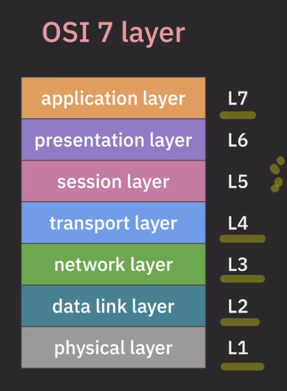 OSI 7 layer
application layer L7
presentation layer L6
session layer L5
transport layer L4
network layer L3
data link layer L2
physical layer L1